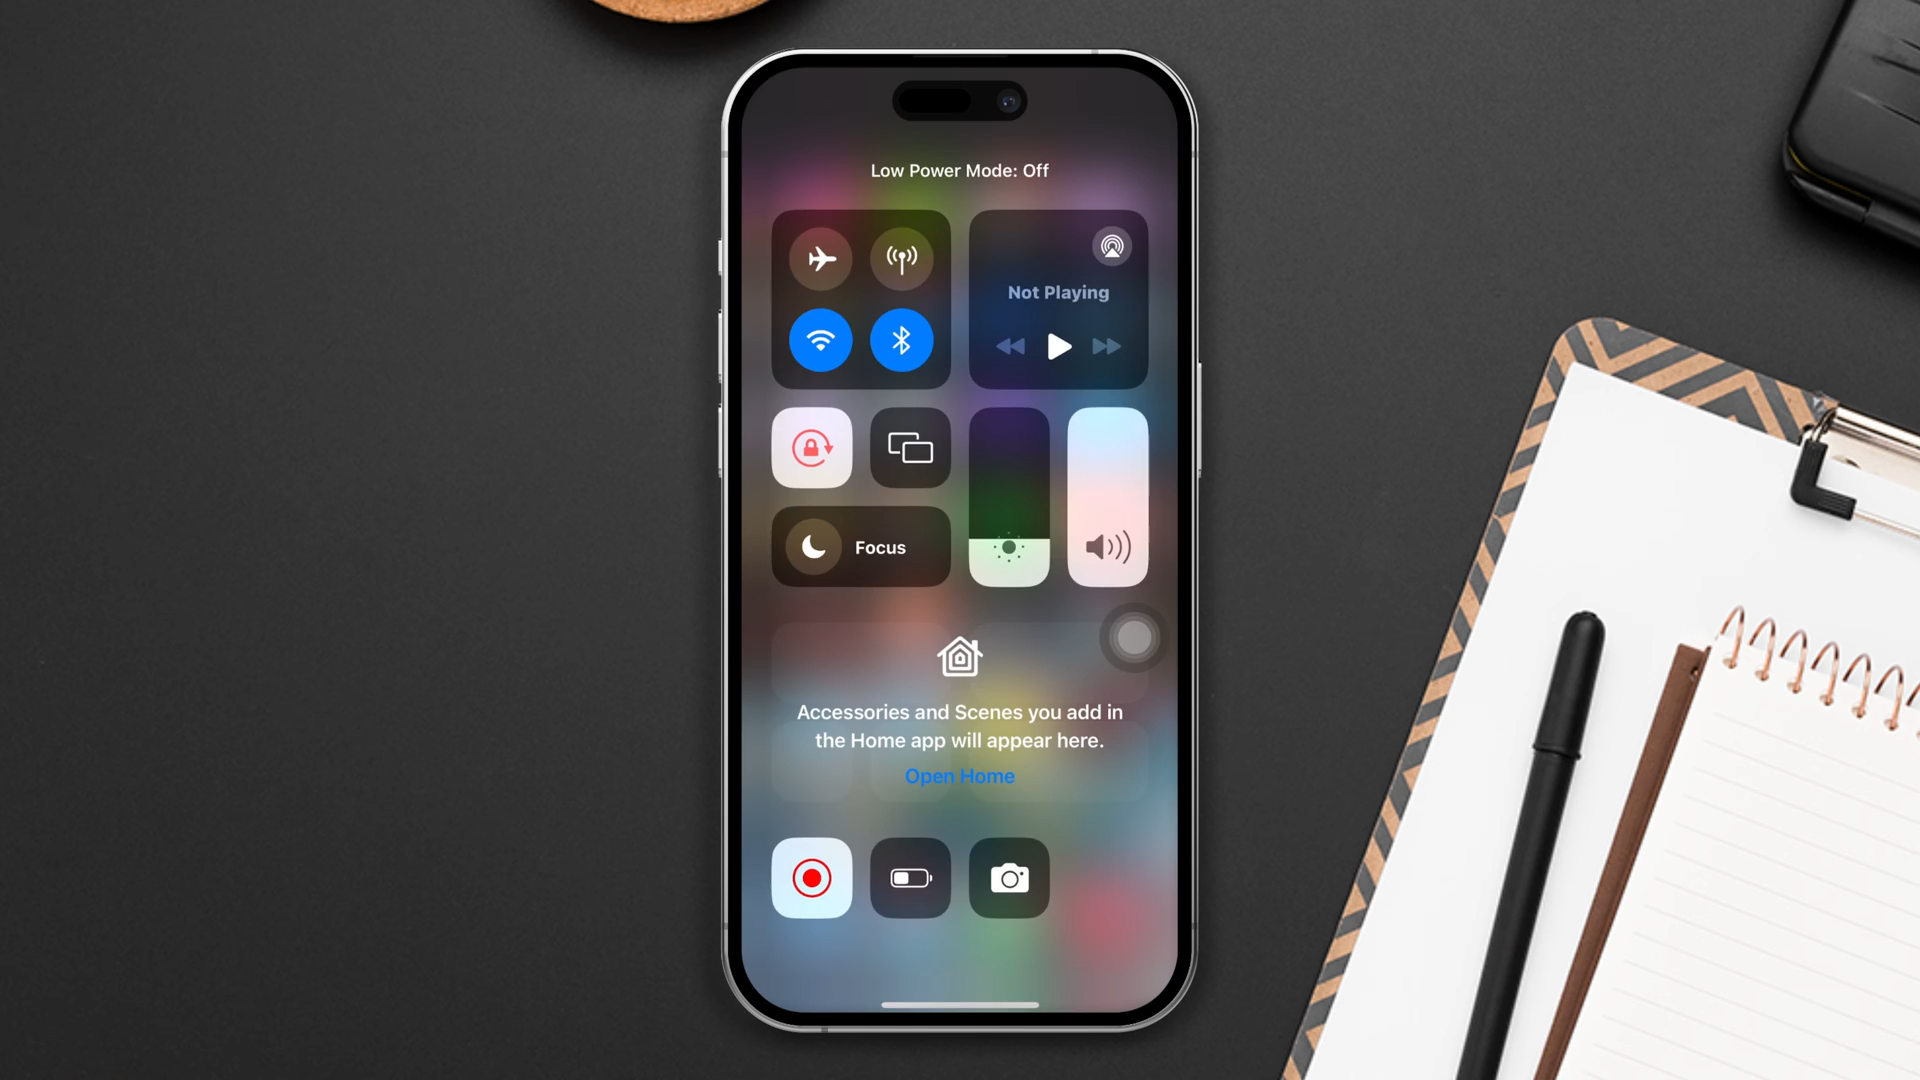 Low Power Mode: Off
Not Playing
Focus
Accessories and Scenes you add in
the Home app will appear here.
Open Home